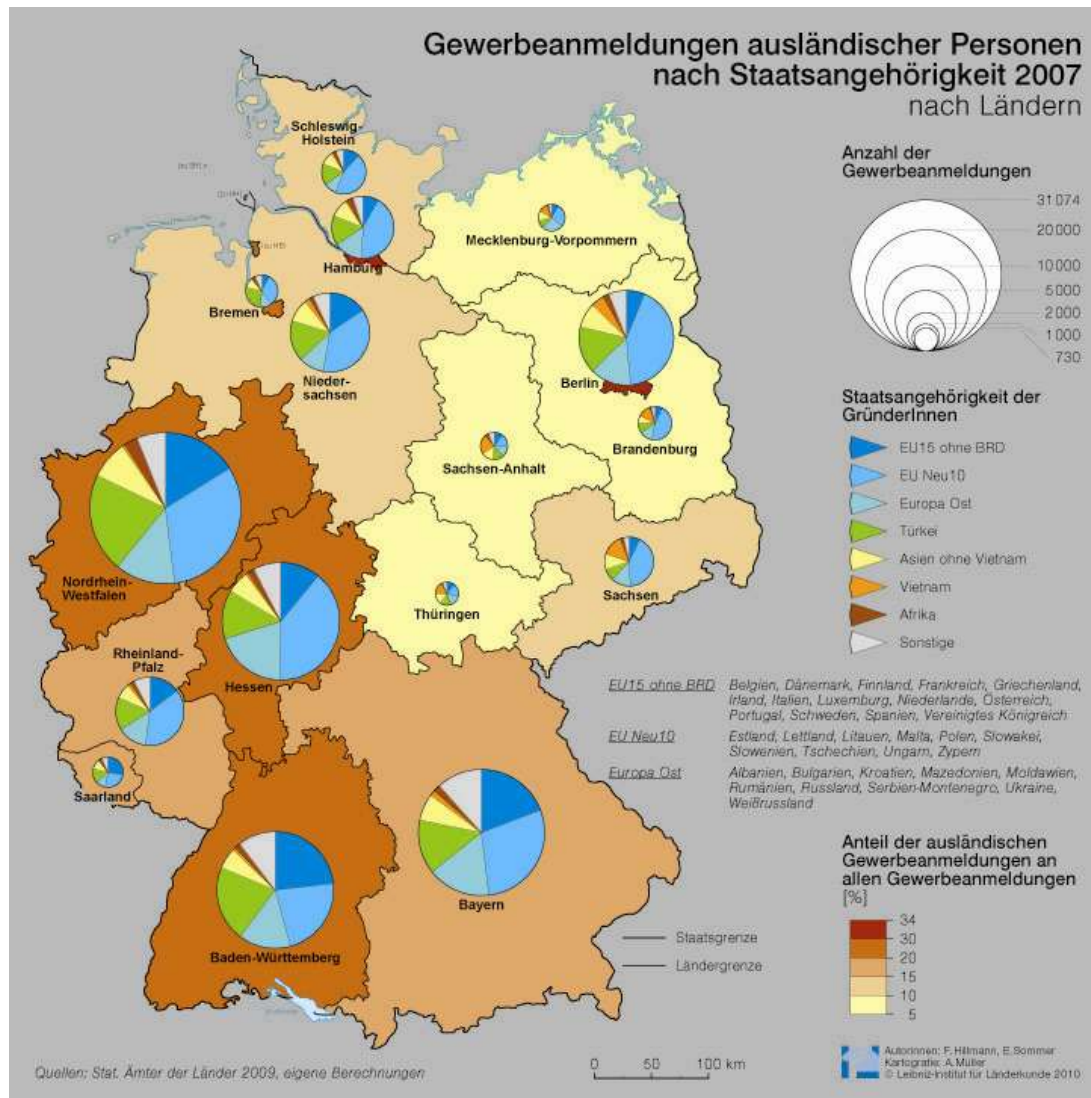 Gewerbeanmeldungen ausländischer Personen
nach Staatsangehörigkeit 2007
nach Ländern
Anzahl der
Gewerbeanmeldungen
31 074
20 000
10 000
5 000
2 000
1 000
730
Staatsangehörigkeit der
GründerInnen
EU15 ohne BRD
EU Neu10
Europa Ost
Türkei
Asien ohne Vietnam
Vietnam
Afrika
Sonstige
Schleswig-
Holstein
Hamburg
Mecklenburg-Vorpommern
Bremen
Nieder-
sachsen
Berlin
Brandenburg
Sachsen-Anhalt
Nordrhein-
Westfalen
Hessen
Thüringen
Sachsen
Rheinland-
Pfalz
Saarland
Baden-Württemberg
Bayern
EU15 ohne BRD Belgien, Dänemark, Finnland, Frankreich, Griechenland,
Irland, Italien, Luxemburg, Niederlande, Österreich,
Portugal, Schweden, Spanien, Vereinigtes Königreich
EU Neu10 Estland, Lettland, Litauen, Malta, Polen, Slowakei,
Slowenien, Tschechien, Ungarn, Zypern
Europa Ost Albanien, Bulgarien, Kroatien, Mazedonien, Moldawien,
Rumänien, Russland, Serbien-Montenegro, Ukraine,
Weißrussland
Anteil der ausländischen
Gewerbeanmeldungen an
allen Gewerbeanmeldungen
[%]
34
30
20
15
10
5
Staatsgrenze
Ländergrenze
0 50 100 km
Quellen: Stat. Ämter der Länder 2009, eigene Berechnungen
Autorinnen: F. Hillmann, E. Sommer
Kartografie: A. Müller
© Leibniz-Institut für Länderkunde 2010